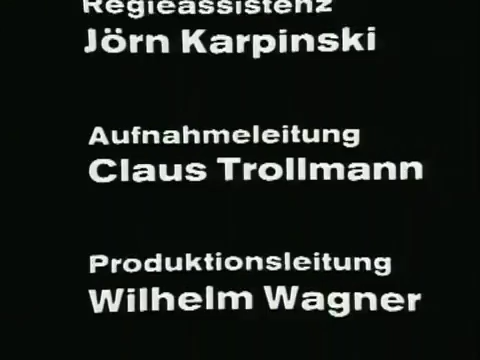 Regieassistenz
Jörn Karpinski
Aufnahmeleitung
Claus Trollmann
Produktionsleitung
Wilhelm Wagner